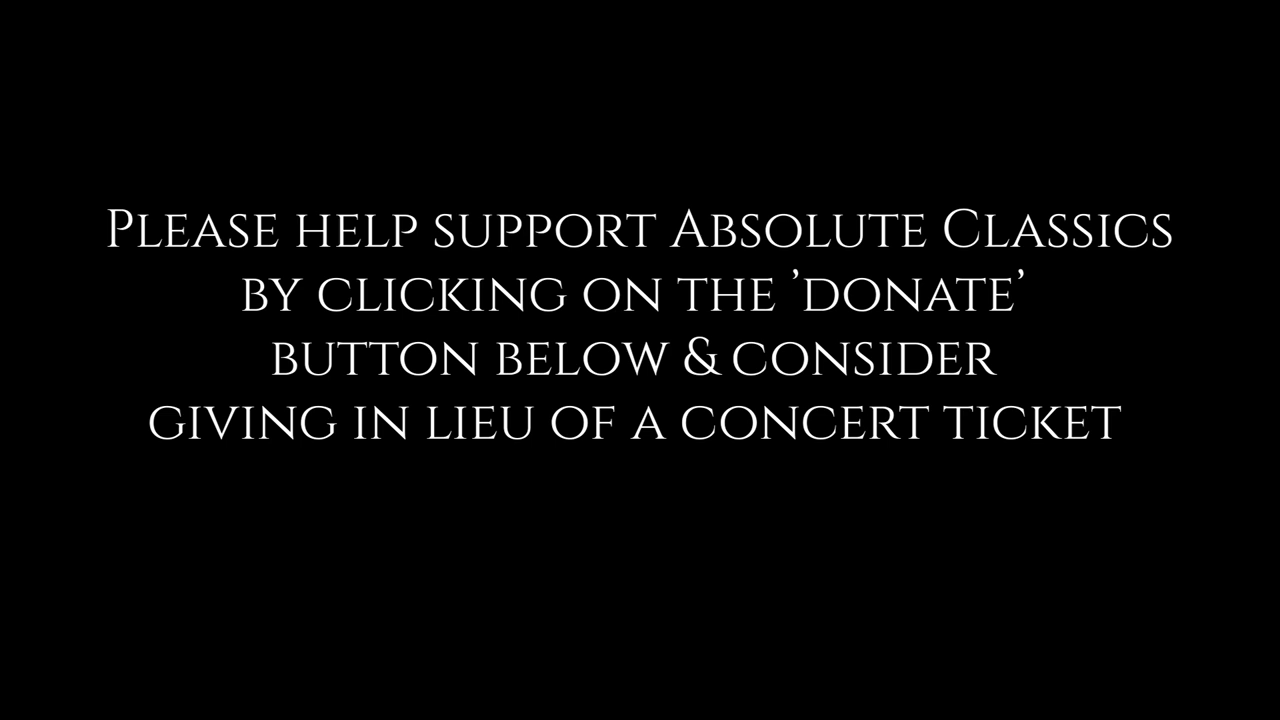 Please help support Absolute Classics
by clicking on the ’donate’
button below & consider
giving in lieu of a concert ticket